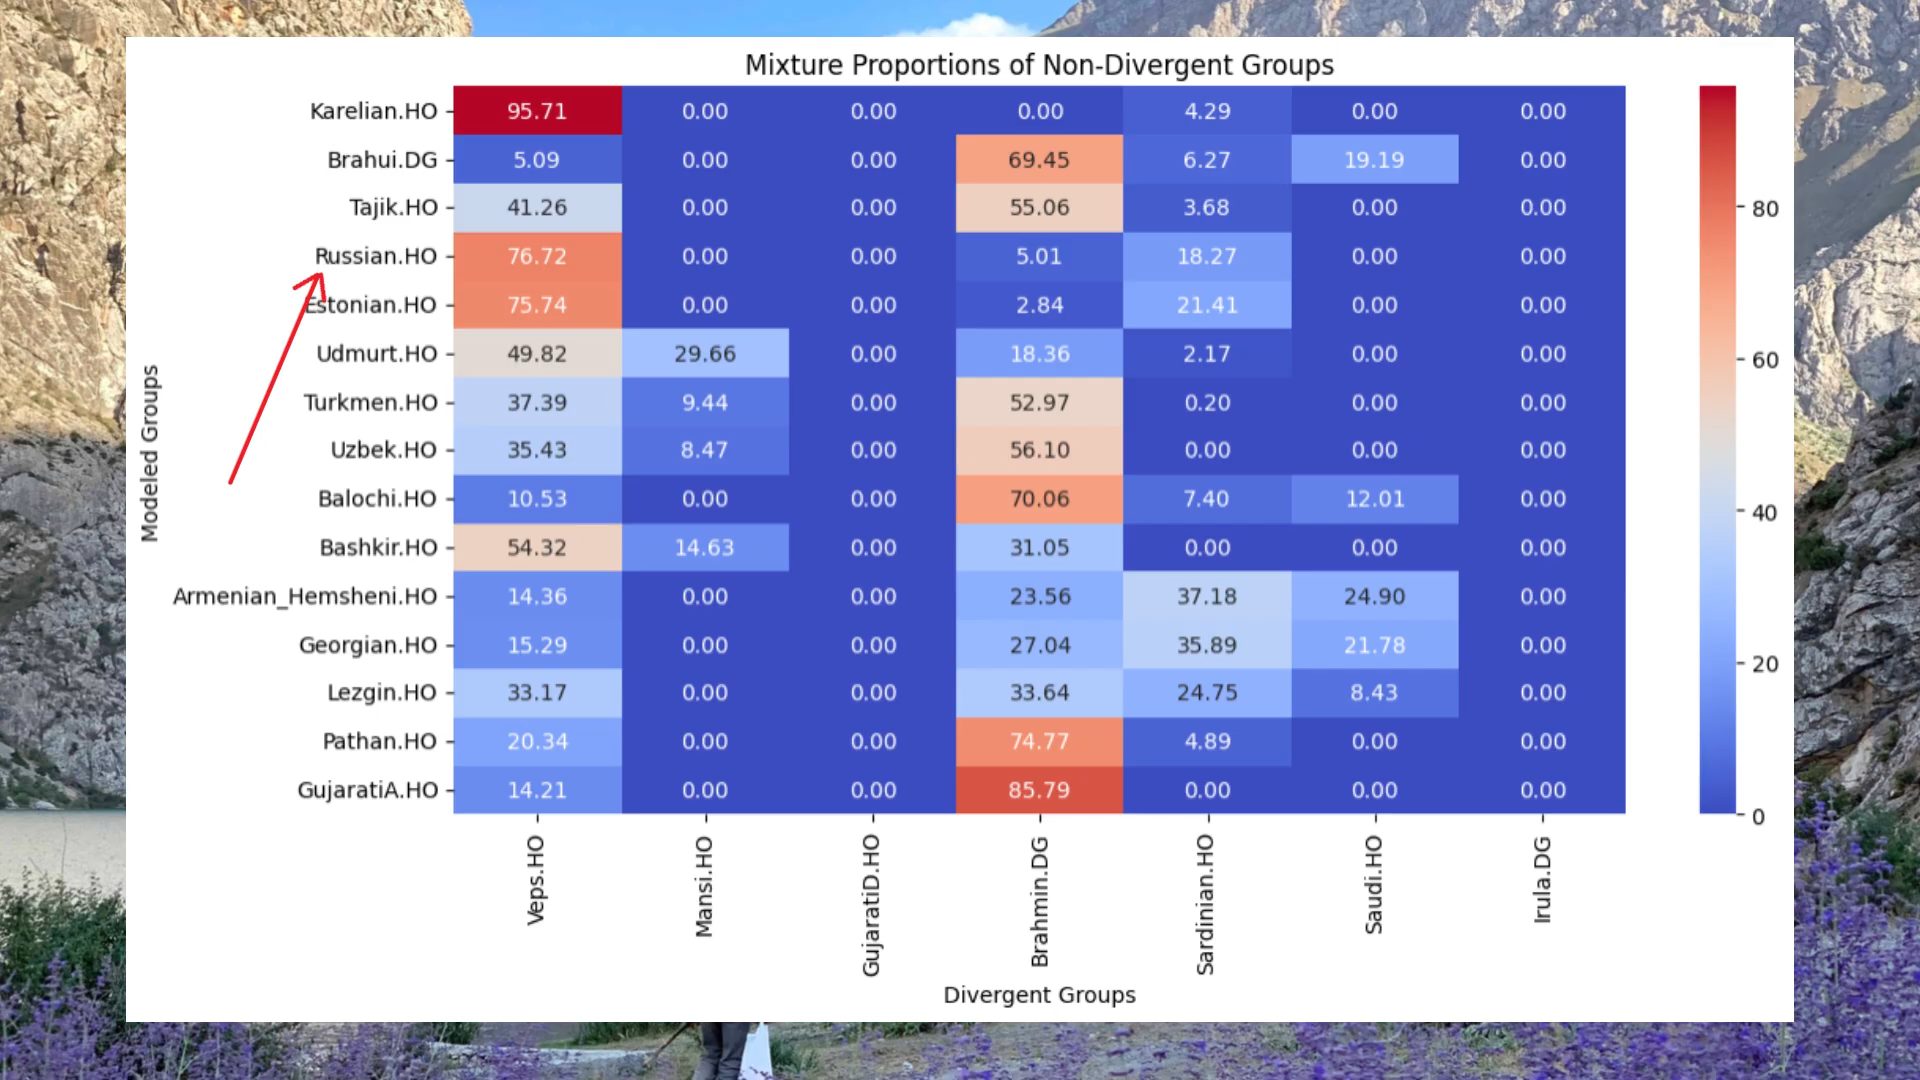 Mixture Proportions of Non-Divergent Groups
Modeled Groups
Karelian.HO 95.71 0.00 0.00 0.00 4.29 0.00 0.00
Brahui.DG 5.09 0.00 0.00 69.45 6.27 19.19 0.00
Tajik.HO 41.26 0.00 0.00 55.06 3.68 0.00 0.00
Russian.HO 76.72 0.00 0.00 5.01 18.27 0.00 0.00
Estonian.HO 75.74 0.00 0.00 2.84 21.41 0.00 0.00
Udmurt.HO 49.82 29.66 0.00 18.36 2.17 0.00 0.00
Turkmen.HO 37.39 9.44 0.00 52.97 0.20 0.00 0.00
Uzbek.HO 35.43 8.47 0.00 56.10 0.00 0.00 0.00
Balochi.HO 10.53 0.00 0.00 70.06 7.40 12.01 0.00
Bashkir.HO 54.32 14.63 0.00 31.05 0.00 0.00 0.00
Armenian_Hemsheni.HO 14.36 0.00 0.00 23.56 37.18 24.90 0.00
Georgian.HO 15.29 0.00 0.00 27.04 35.89 21.78 0.00
Lezgin.HO 33.17 0.00 0.00 33.64 24.75 8.43 0.00
Pathan.HO 20.34 0.00 0.00 74.77 4.89 0.00 0.00
GujaratiA.HO 14.21 0.00 0.00 85.79 0.00 0.00 0.00
Veps.HO Mansi.HO GujaratiD.HO Brahmin.DG Sardinian.HO Saudi.HO Irula.DG
Divergent Groups
80
60
40
20
0